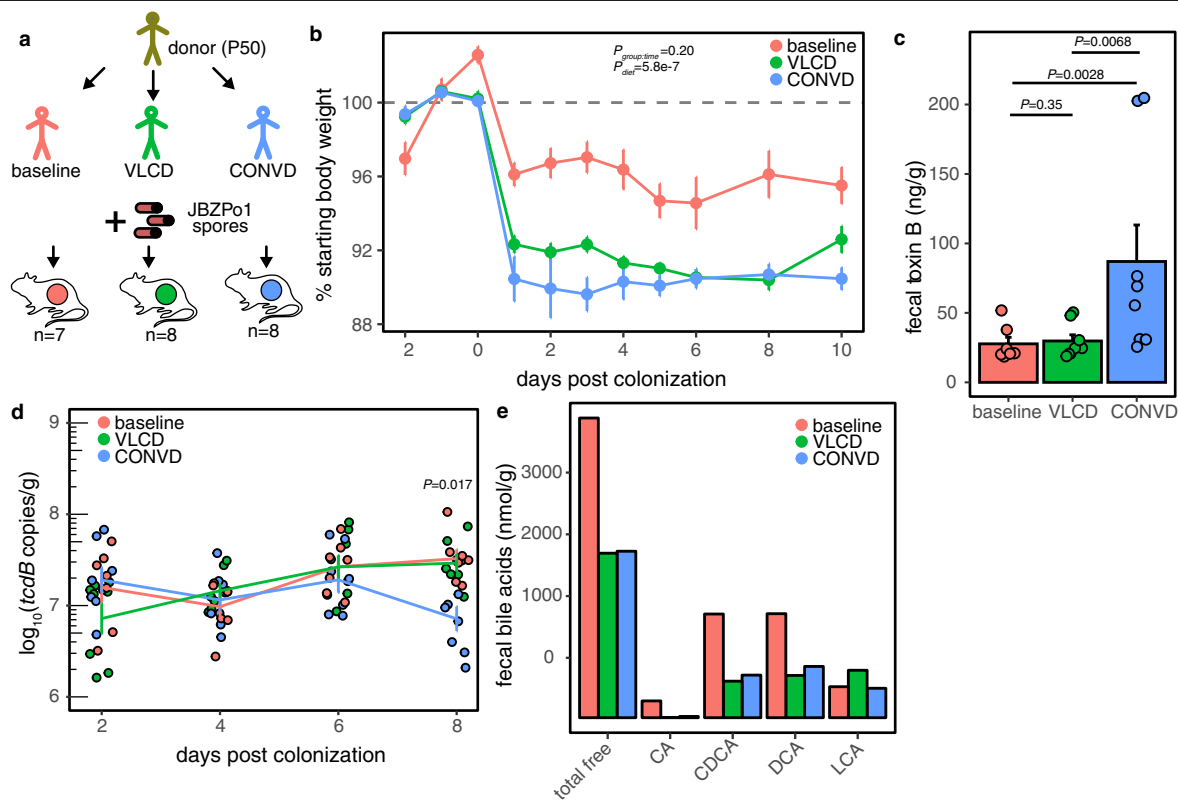 a
donor (P50)
baseline
VLCD
CONVD
+
JBZPo1
spores
n=7
n=8
n=8
b
P group:time =0.20
P diet =5.8e-7
baseline
VLCD
CONVD
% starting body weight
100
96
92
88
2
0
2
4
6
8
10
days post colonization
c
P=0.0068
P=0.0028
P=0.35
fecal toxin B (ng/g)
200
150
100
50
0
baseline
VLCD
CONVD
d
baseline
VLCD
CONVD
P=0.017
log10(tcdB copies/g)
9
8
7
6
2
4
6
8
days post colonization
e
baseline
VLCD
CONVD
fecal bile acids (nmol/g)
3000
2000
1000
0
total free
CA
CDCA
DCA
LCA